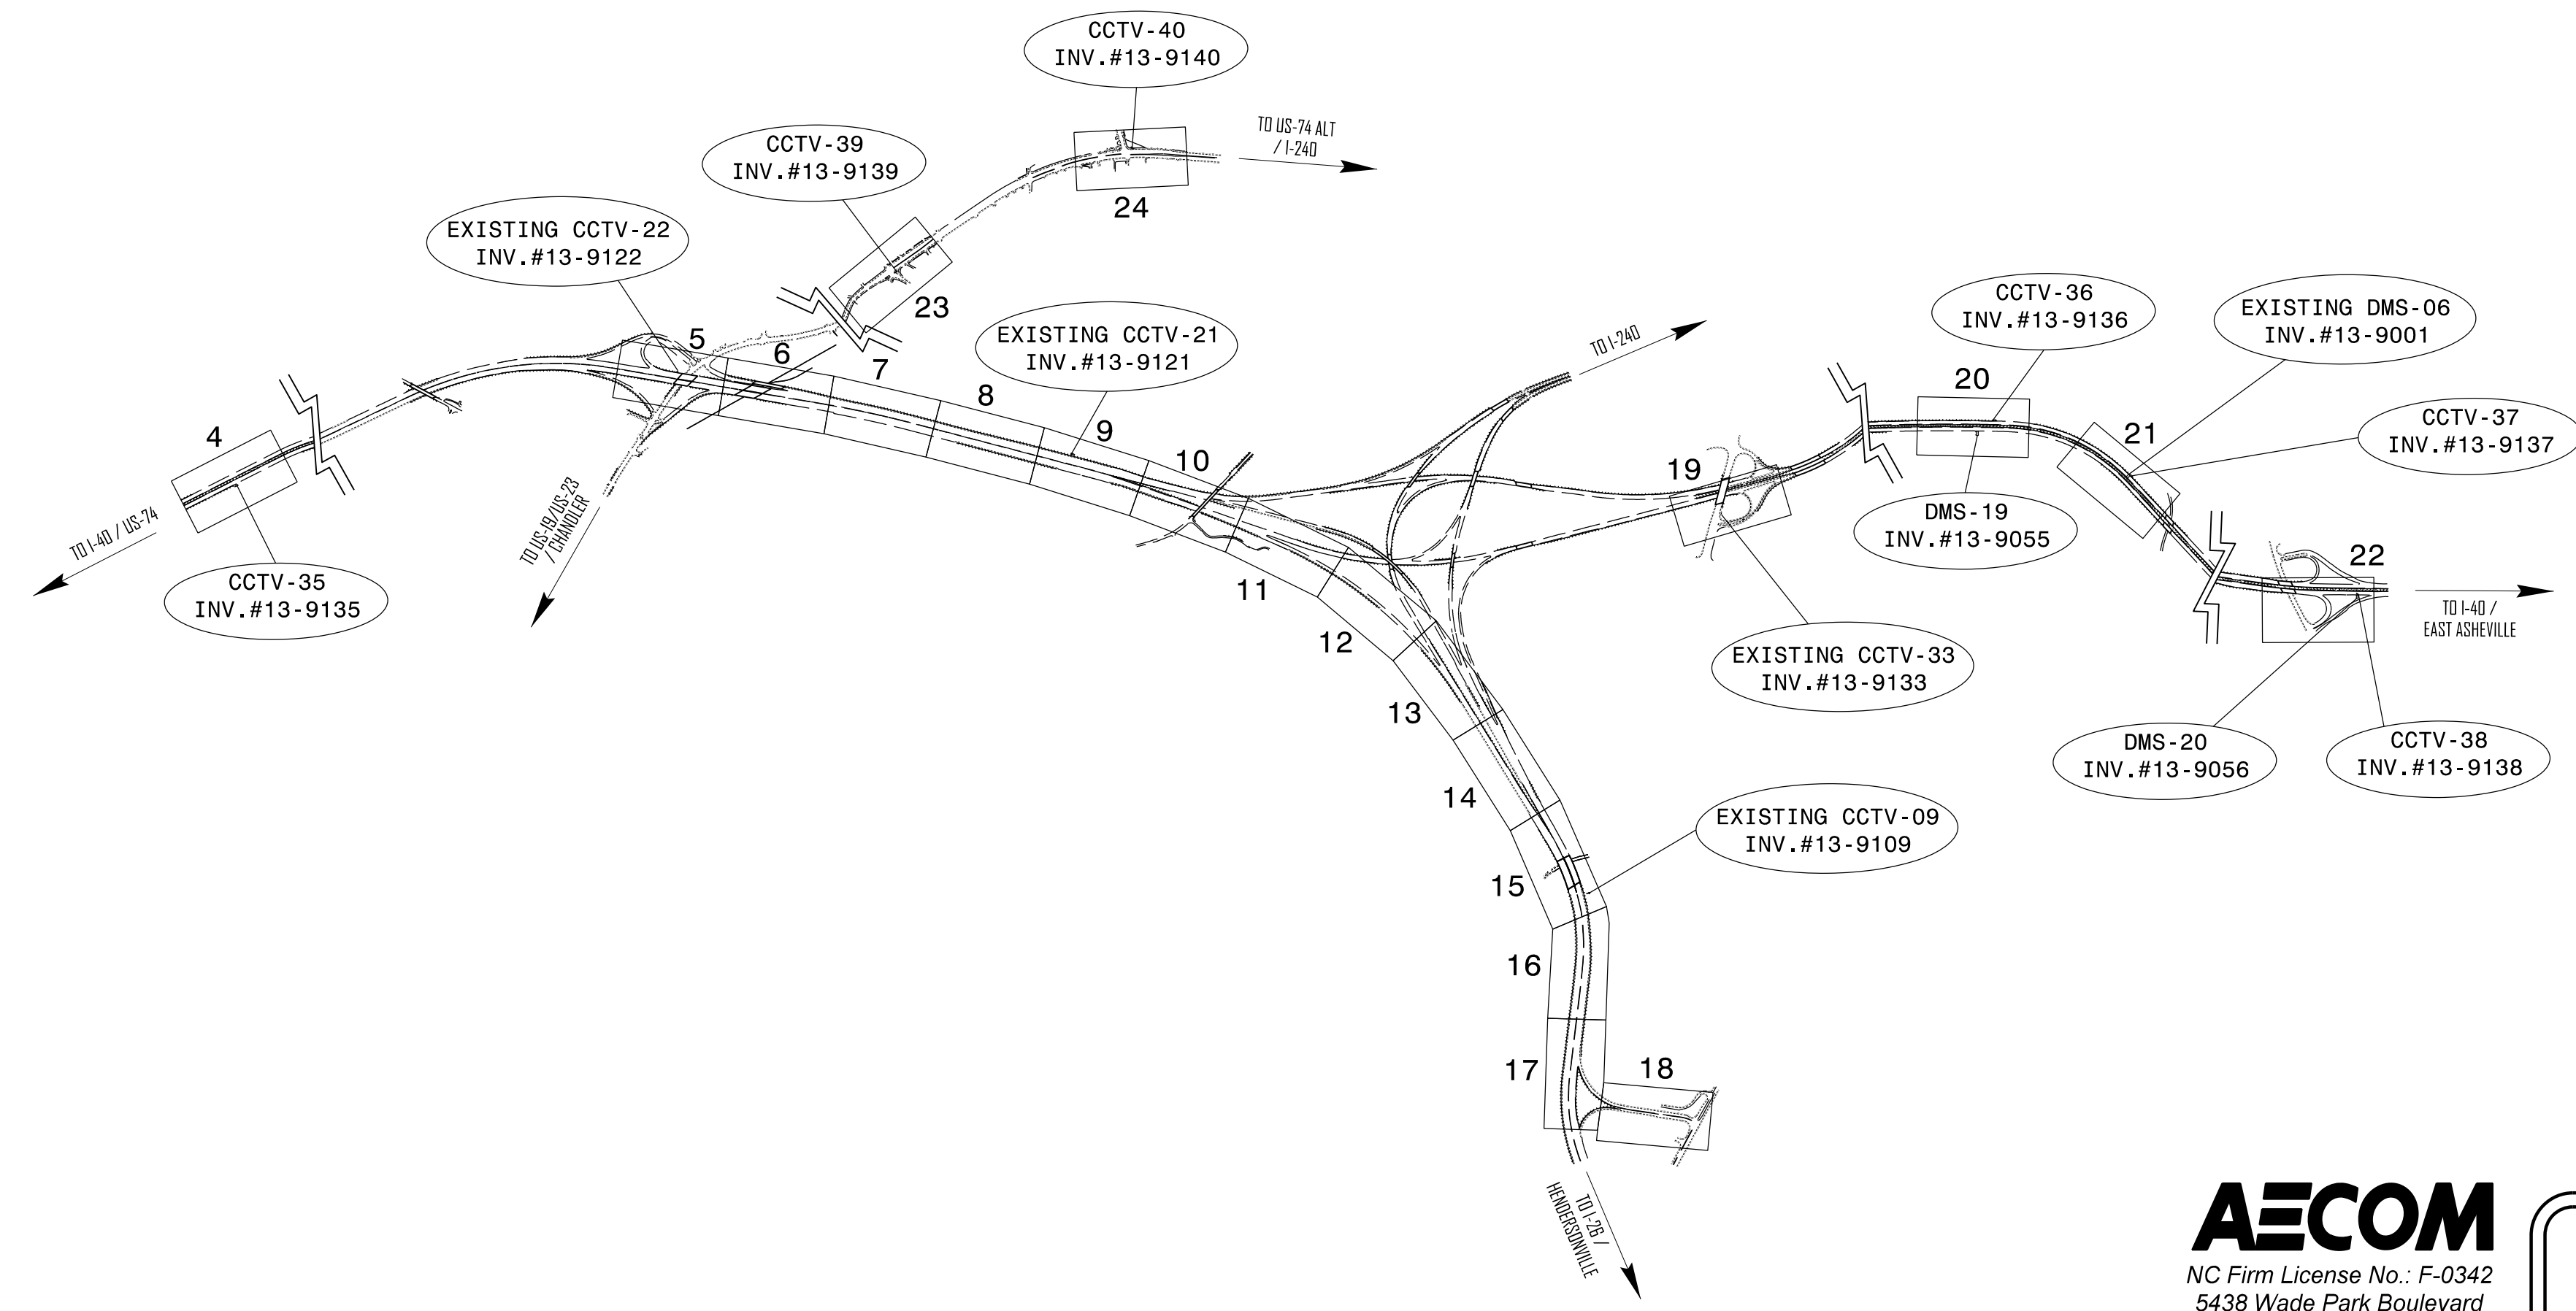 CCTV-40
INV.#13-9140
TO US-74 ALT
/ I-240
CCTV-39
INV.#13-9139
24
EXISTING CCTV-22
INV.#13-9122
23
EXISTING CCTV-21
INV.#13-9121
5
6
7
8
9
10
4
TO I-40 / US-74
CCTV-35
INV.#13-9135
TO US-19/US-23
/ CHANDLER
TO I-240
CCTV-36
INV.#13-9136
EXISTING DMS-06
INV.#13-9001
20
21
CCTV-37
INV.#13-9137
19
DMS-19
INV.#13-9055
22
TO I-40 /
EAST ASHEVILLE
11
12
EXISTING CCTV-33
INV.#13-9133
13
DMS-20
INV.#13-9056
CCTV-38
INV.#13-9138
14
EXISTING CCTV-09
INV.#13-9109
15
16
17
18
TO I-26 /
HENDERSONVILLE
AECOM
NC Firm License No.: F-0342
5438 Wade Park Boulevard